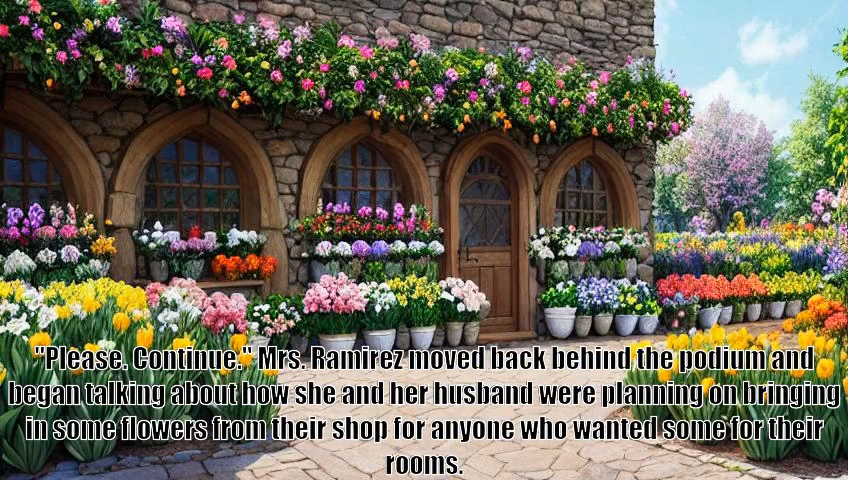 "Please. Continue." Mrs. Ramirez moved back behind the podium and
began talking about how she and her husband were planning on bringing
in some flowers from their shop for anyone who wanted some for their
rooms.